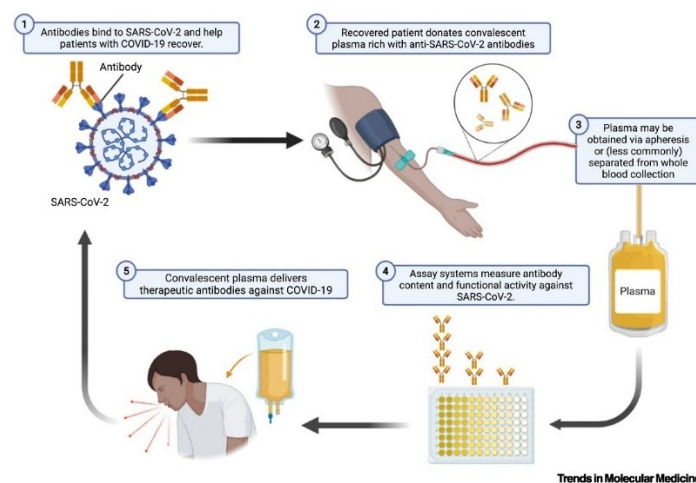 1
Antibodies bind to SARS-CoV-2 and help
patients with COVID-19 recover.
Antibody
SARS-CoV-2
2
Recovered patient donates convalescent
plasma rich with anti-SARS-CoV-2 antibodies
3
Plasma may be
obtained via apheresis
or (less commonly)
separated from whole
blood collection
Plasma
4
Assay systems measure antibody
content and functional activity against
SARS-CoV-2.
5
Convalescent plasma delivers
therapeutic antibodies against COVID-19
Trends in Molecular Medicine